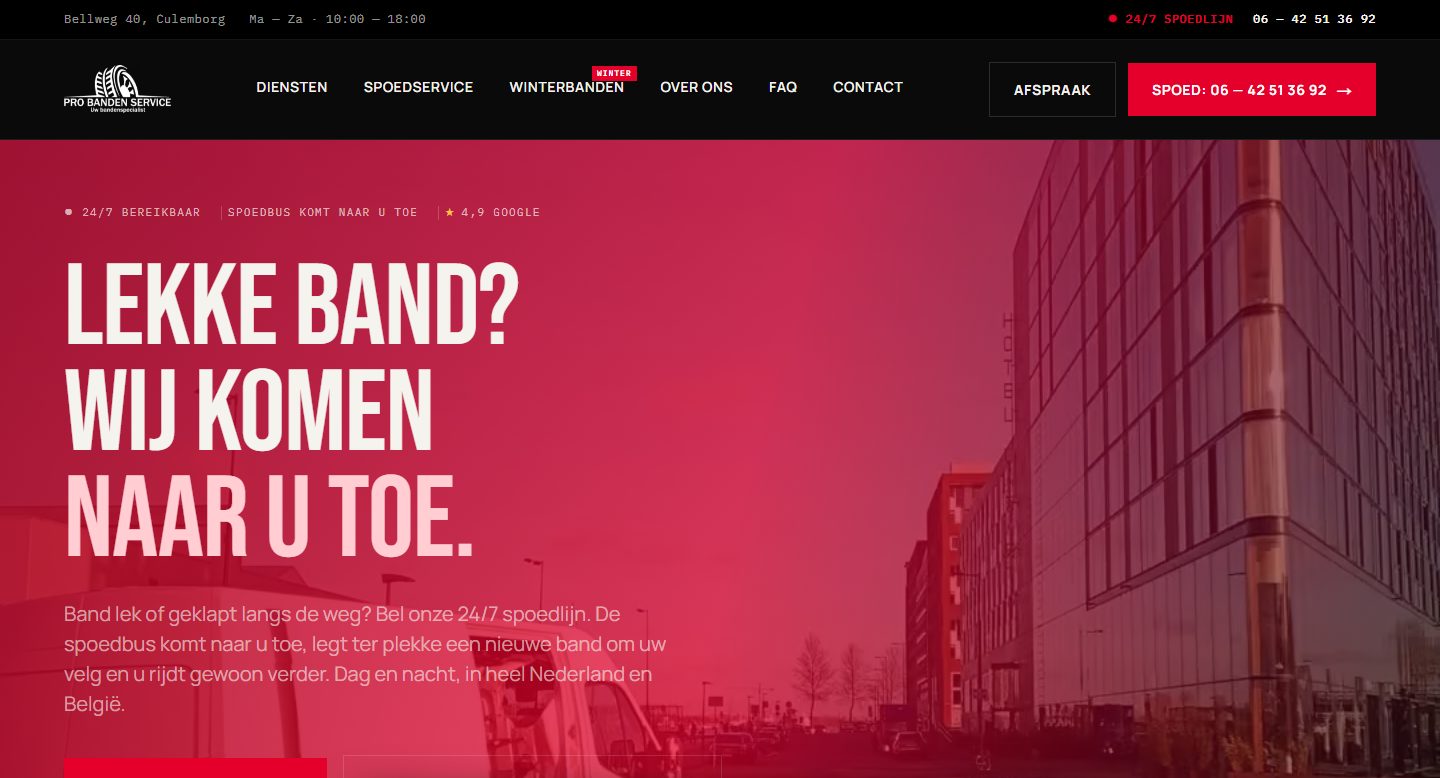 Bellweg 40, Culemborg Ma — Za · 10:00 — 18:00
24/7 SPOEDLIJN 06 — 42 51 36 92
PRO BANDEN SERVICE
Uw bandenspecialist
DIENSTEN SPOEDSERVICE WINTERBANDEN WINTER OVER ONS FAQ CONTACT
AFSPRAAK
SPOED: 06 — 42 51 36 92 →
24/7 BEREIKBAAR SPOEDBUS KOMT NAAR U TOE ★ 4,9 GOOGLE
LEKKE BAND?
WIJ KOMEN
NAAR U TOE.
HOTEL
Band lek of geklapt langs de weg? Bel onze 24/7 spoedlijn. De
spoedbus komt naar u toe, legt ter plekke een nieuwe band om uw
velg en u rijdt gewoon verder. Dag en nacht, in heel Nederland en
België.